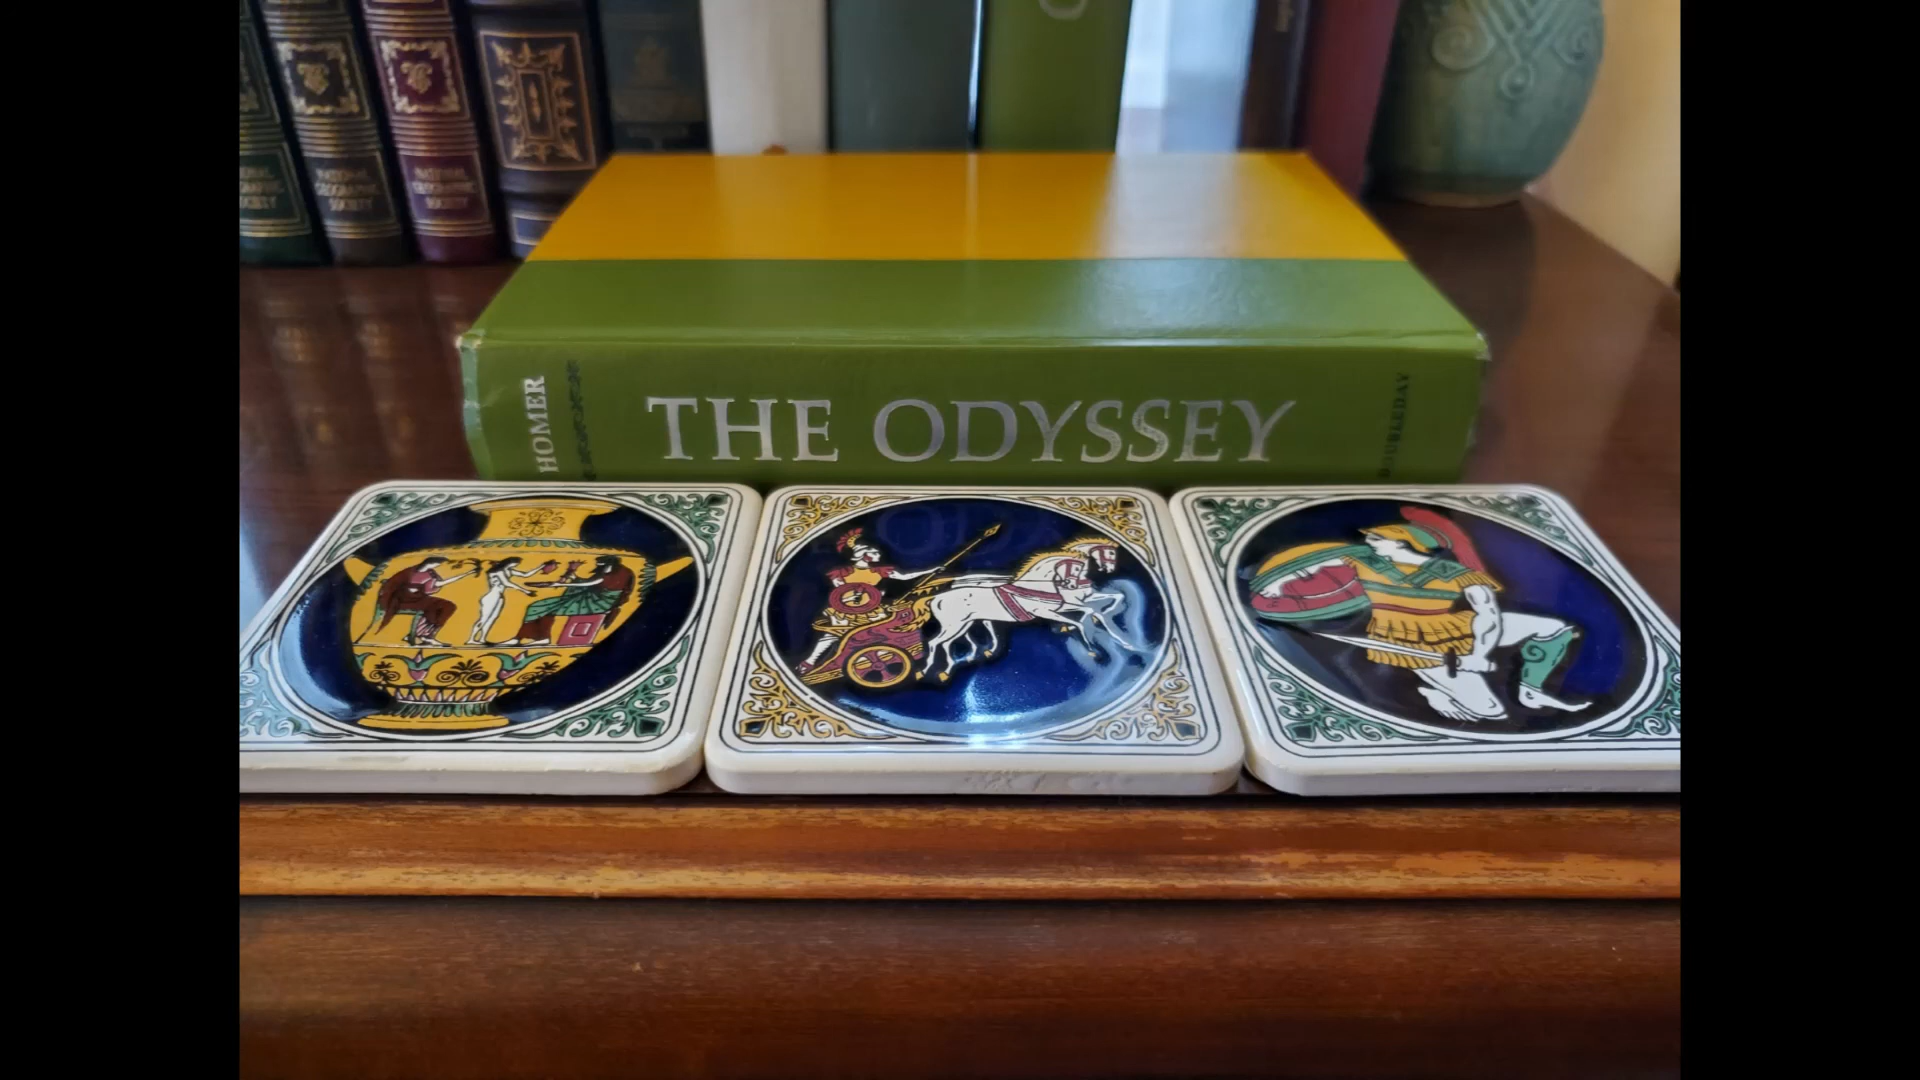 NATIONAL
GEOGRAPHIC
SOCIETY
NATIONAL
GEOGRAPHIC
SOCIETY
HOMER
THE ODYSSEY
DOUBLEDAY